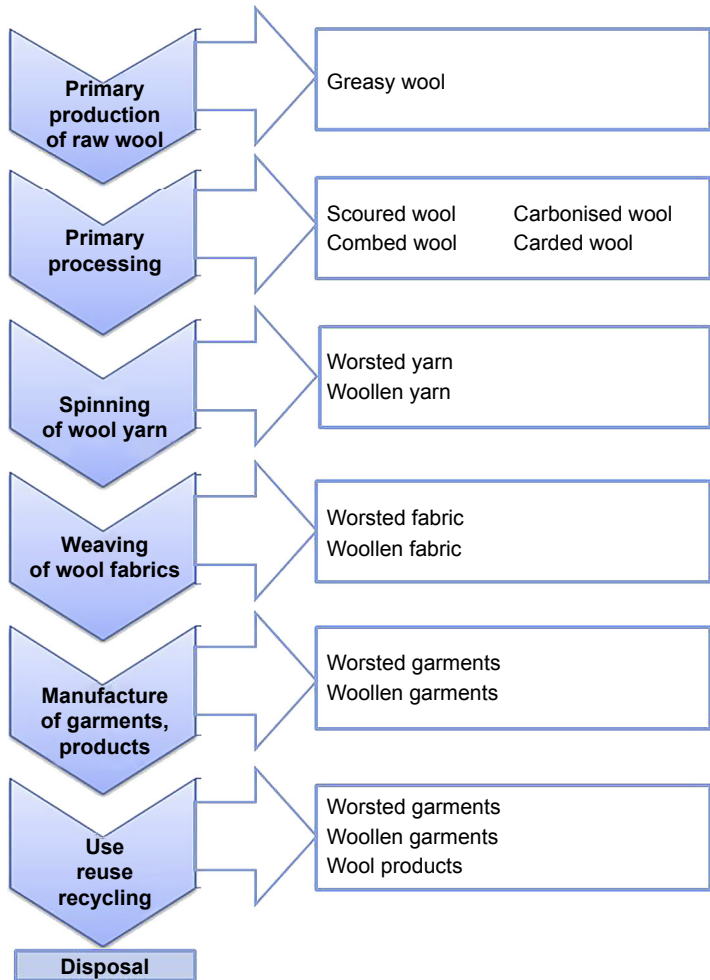 Primary
production
of raw wool
Greasy wool
Primary
processing
Scoured wool Carbonised wool
Combed wool Carded wool
Spinning
of wool yarn
Worsted yarn
Woollen yarn
Weaving
of wool fabrics
Worsted fabric
Woollen fabric
Manufacture
of garments,
products
Worsted garments
Woollen garments
Use
reuse
recycling
Worsted garments
Woollen garments
Wool products
Disposal